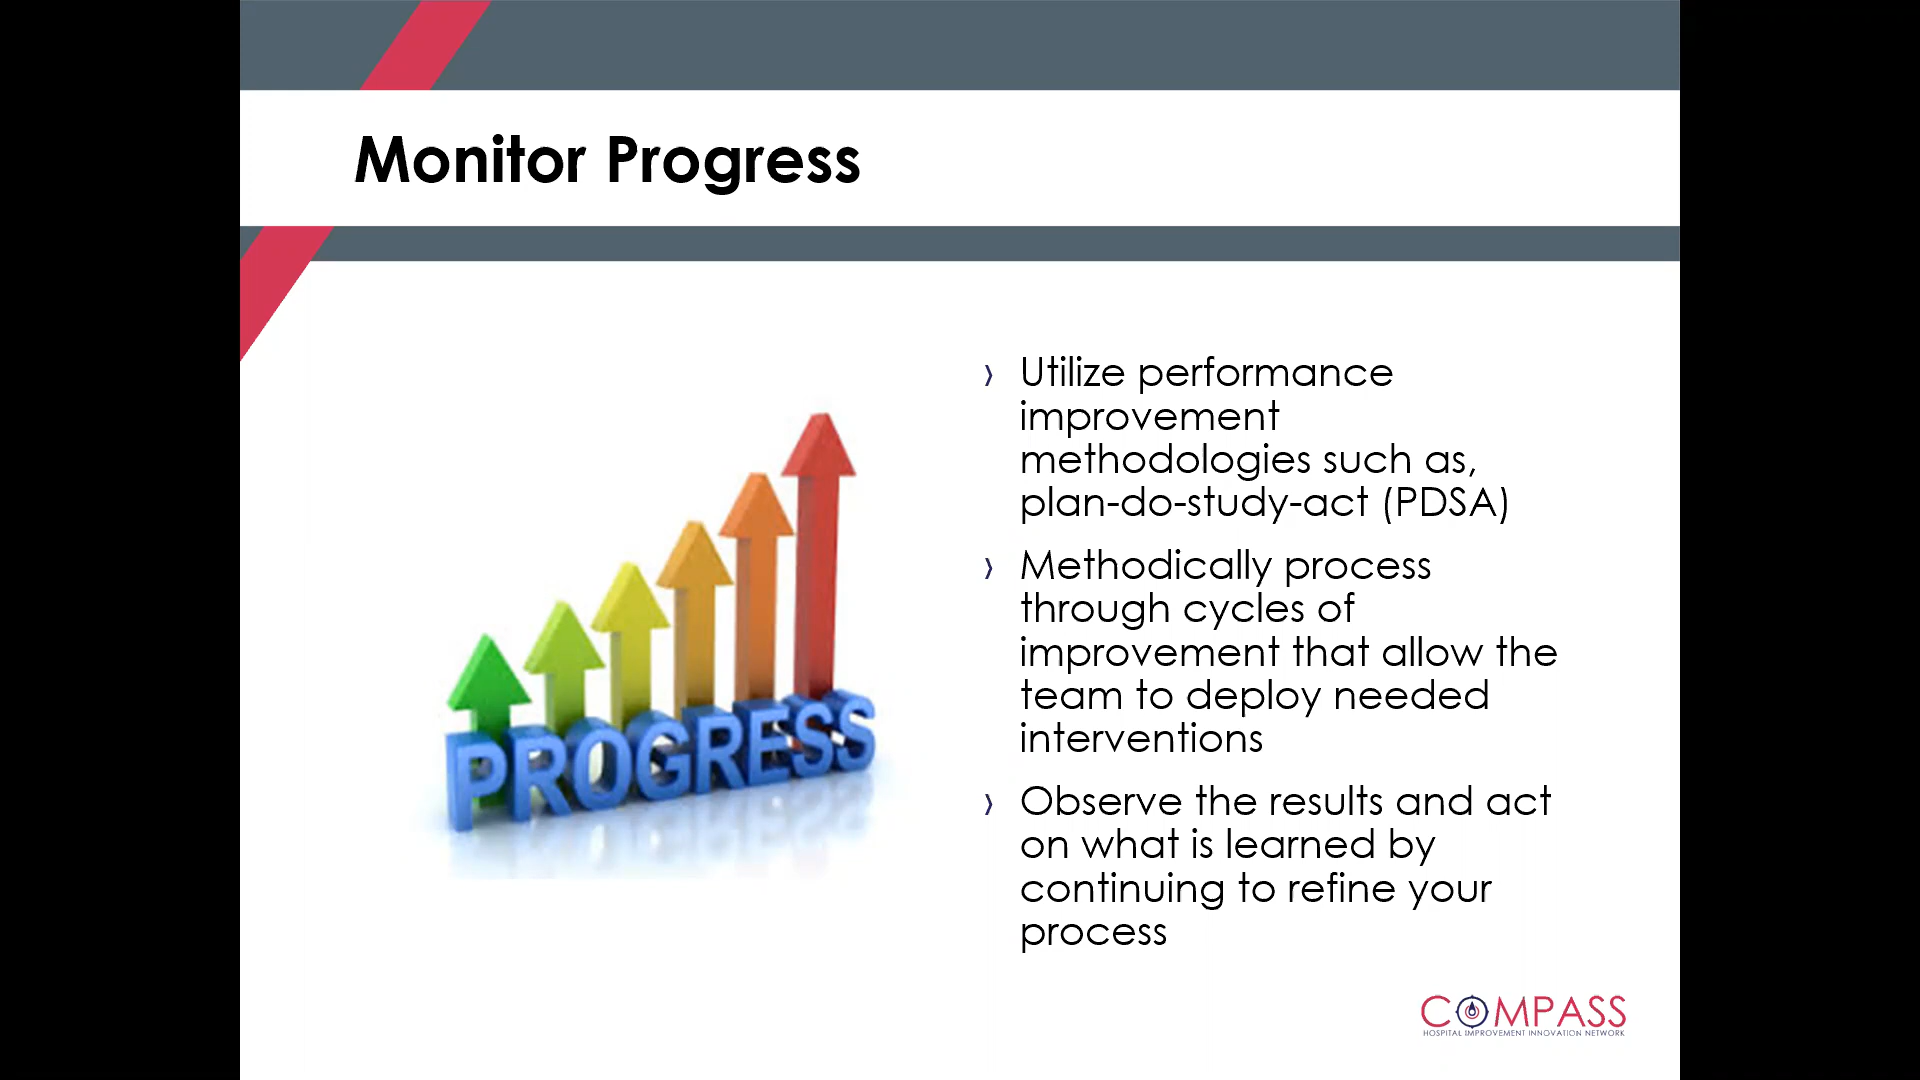 Monitor Progress
PROGRESS
› Utilize performance
improvement
methodologies such as,
plan-do-study-act (PDSA)
› Methodically process
through cycles of
improvement that allow the
team to deploy needed
interventions
› Observe the results and act
on what is learned by
continuing to refine your
process
COMPASS
HOSPITAL IMPROVEMENT INNOVATION NETWORK